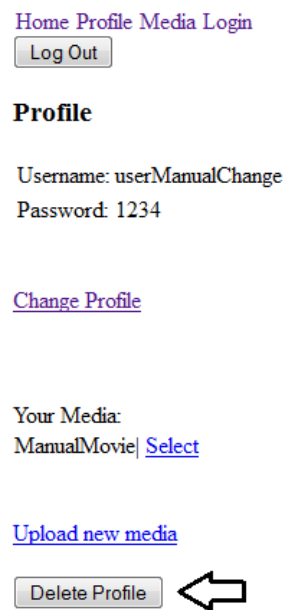 Home Profile Media Login
Log Out
Profile
Username: userManualChange
Password: 1234
Change Profile
Your Media:
ManualMovie| Select
Upload new media
Delete Profile